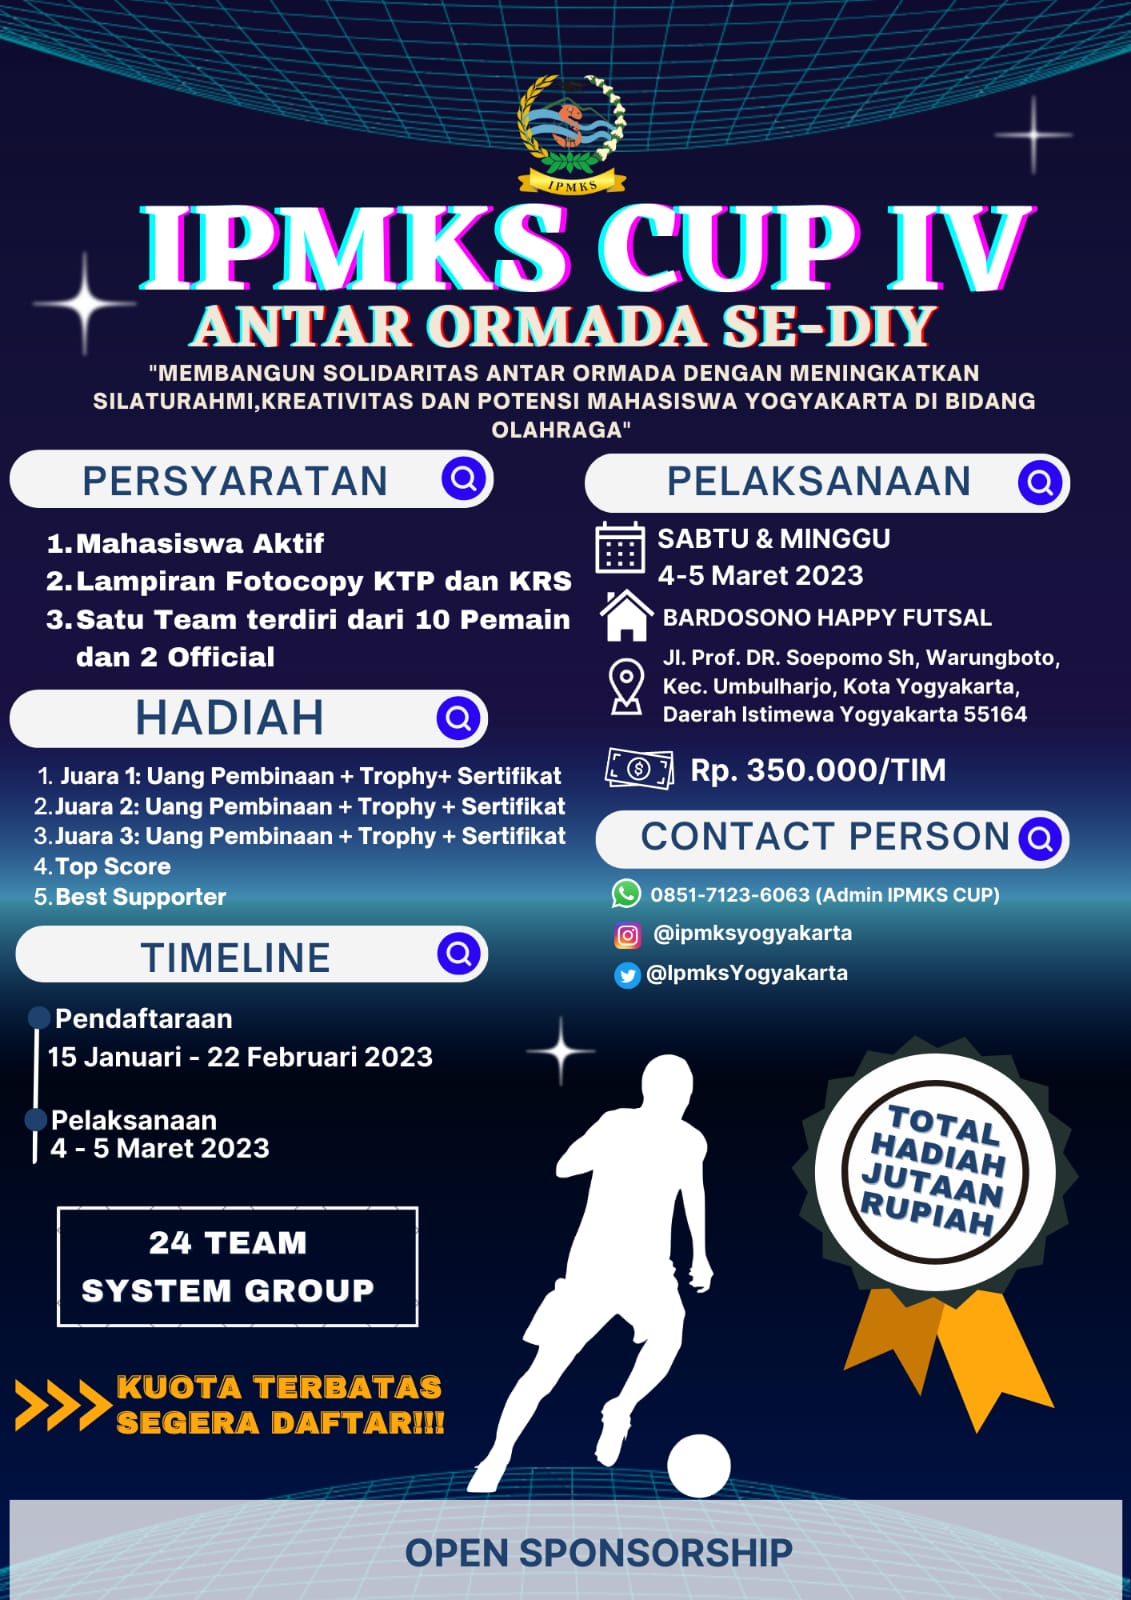 IPMKS
IPMKS CUP IV
ANTAR ORMADA SE-DIY
"MEMBANGUN SOLIDARITAS ANTAR ORMADA DENGAN MENINGKATKAN
SILATURAHMI,KREATIVITAS DAN POTENSI MAHASISWA YOGYAKARTA DI BIDANG
OLAHRAGA"
PERSYARATAN
1. Mahasiswa Aktif
2. Lampiran Fotocopy KTP dan KRS
3. Satu Team terdiri dari 10 Pemain
dan 2 Official
HADIAH
1. Juara 1: Uang Pembinaan + Trophy+ Sertifikat
2. Juara 2: Uang Pembinaan + Trophy + Sertifikat
3. Juara 3: Uang Pembinaan + Trophy + Sertifikat
4. Top Score
5. Best Supporter
TIMELINE
Pendaftaraan
15 Januari - 22 Februari 2023
Pelaksanaan
4 - 5 Maret 2023
24 TEAM
SYSTEM GROUP
KUOTA TERBATAS
SEGERA DAFTAR!!!
PELAKSANAAN
SABTU & MINGGU
4-5 Maret 2023
BARDOSONO HAPPY FUTSAL
Jl. Prof. DR. Soepomo Sh, Warungboto,
Kec. Umbulharjo, Kota Yogyakarta,
Daerah Istimewa Yogyakarta 55164
Rp. 350.000/TIM
CONTACT PERSON
0851-7123-6063 (Admin IPMKS CUP)
@ipmksyogyakarta
@IpmksYogyakarta
TOTAL
HADIAH
JUTAAN
RUPIAH
OPEN SPONSORSHIP